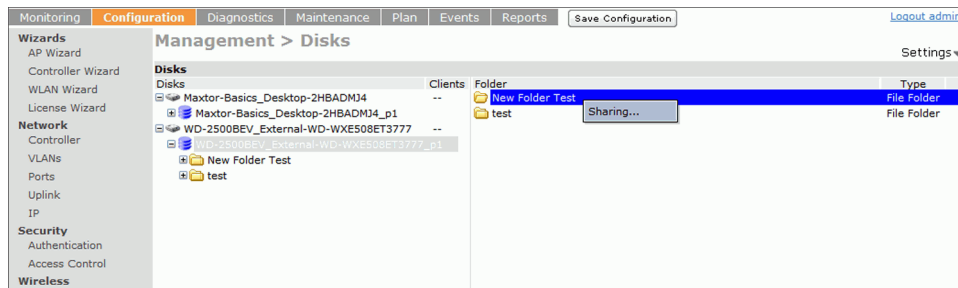 Monitoring Configuration Diagnostics Maintenance Plan Events Reports Save Configuration Logout admin
Wizards
AP Wizard
Controller Wizard
WLAN Wizard
License Wizard
Network
Controller
VLANs
Ports
Uplink
IP
Security
Authentication
Access Control
Wireless
Management > Disks
Settings
Disks
Disks Clients
Maxtor-Basics_Desktop-2HBADMJ4 --
Maxtor-Basics_Desktop-2HBADMJ4_p1
WD-2500BEV_External-WD-WXE508ET3777 --
WD-2500BEV_External-WD-WXE508ET3777_p1
New Folder Test
test
Folder Type
New Folder Test File Folder
test File Folder
Sharing...